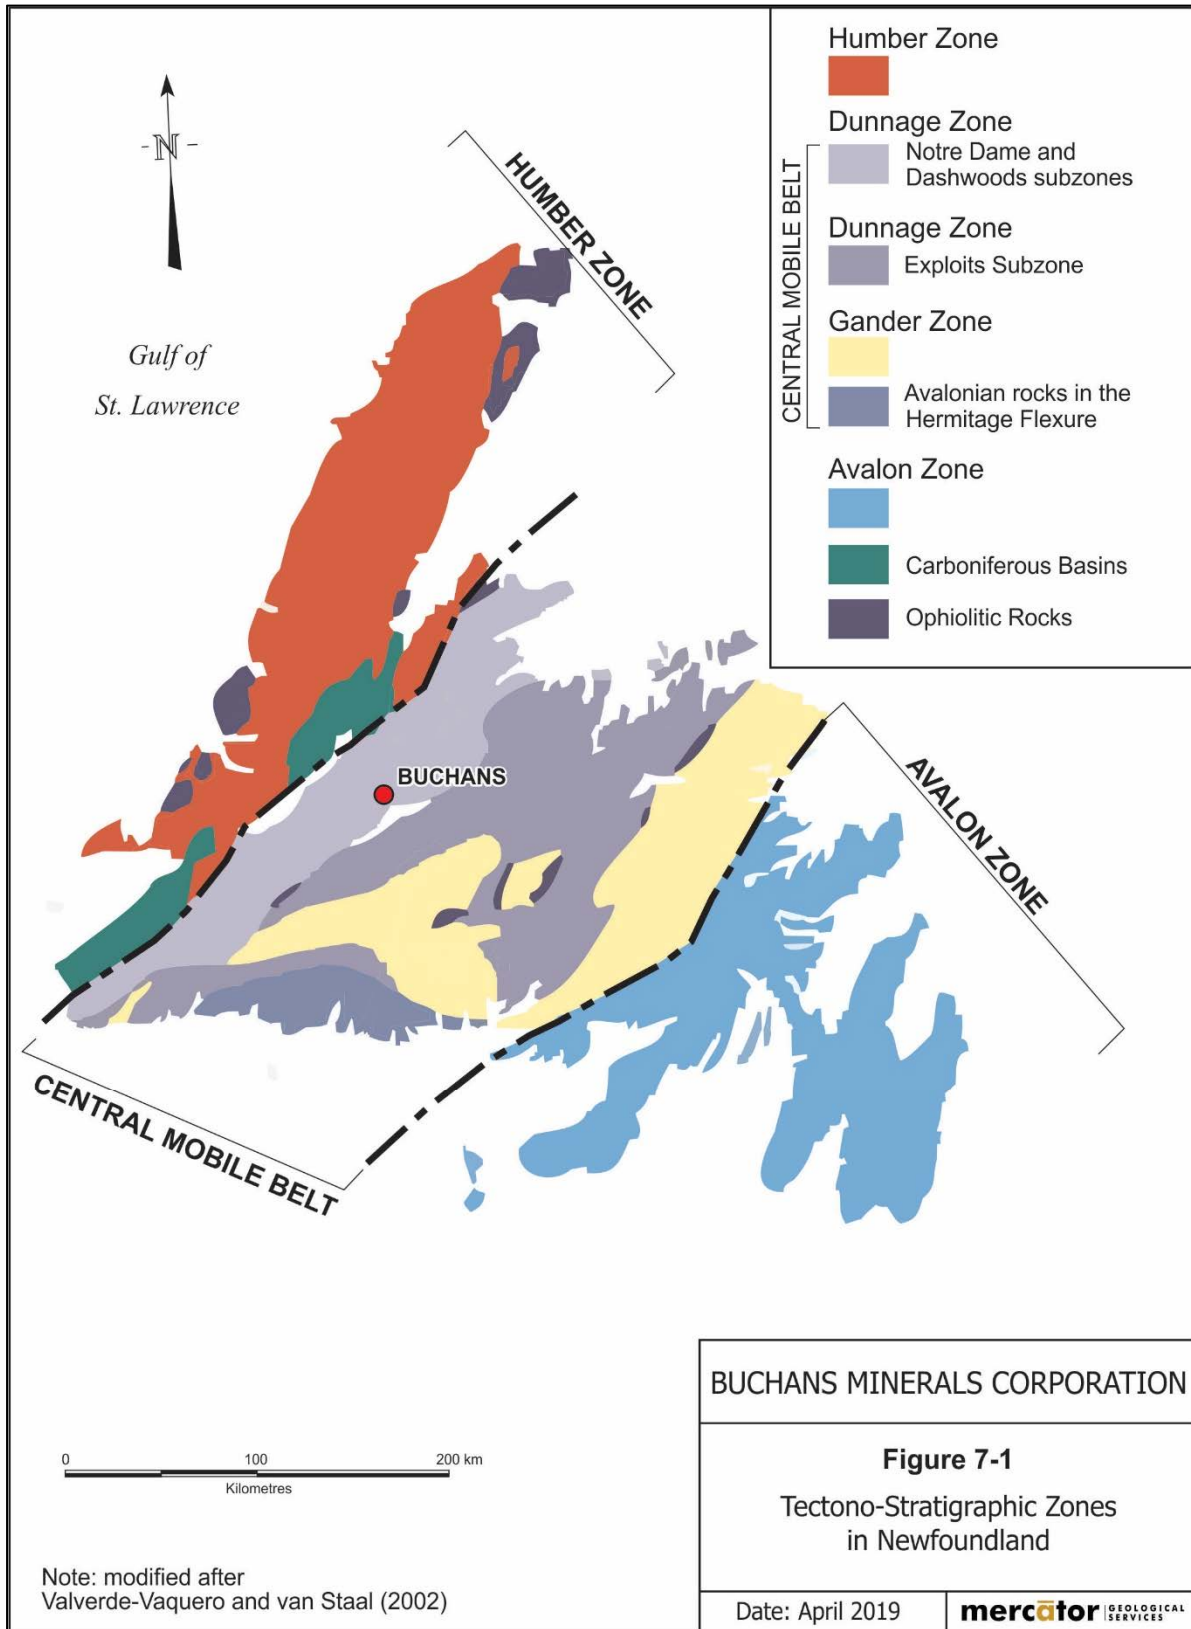 Humber Zone
Dunnage Zone
Notre Dame and
Dashwoods subzones
Dunnage Zone
Exploits Subzone
Gander Zone
Avalonian rocks in the
Hermitage Flexure
CENTRAL MOBILE BELT
Avalon Zone
Carboniferous Basins
Ophiolitic Rocks
N
HUMBER ZONE
Gulf of
St. Lawrence
BUCHANS
AVALON ZONE
CENTRAL MOBILE BELT
0 100 200 km
Kilometres
Note: modified after
Valverde-Vaquero and van Staal (2002)
BUCHANS MINERALS CORPORATION
Figure 7-1
Tectono-Stratigraphic Zones
in Newfoundland
Date: April 2019
mercātor GEOLOGICAL
SERVICES